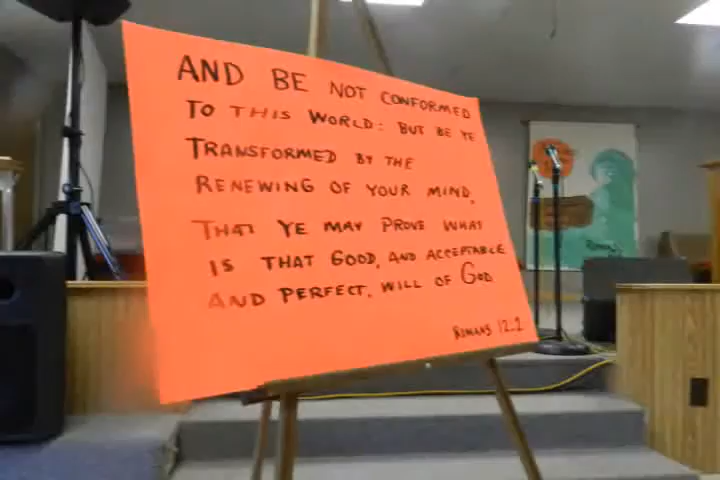 AND BE NOT CONFORMED
TO THIS WORLD: BUT BE YE
TRANSFORMED BY THE
RENEWING OF YOUR MIND,
THAT YE MAY PROVE WHAT
IS THAT GOOD, AND ACCEPTABLE
AND PERFECT, WILL OF GOD
ROMANS 12:2